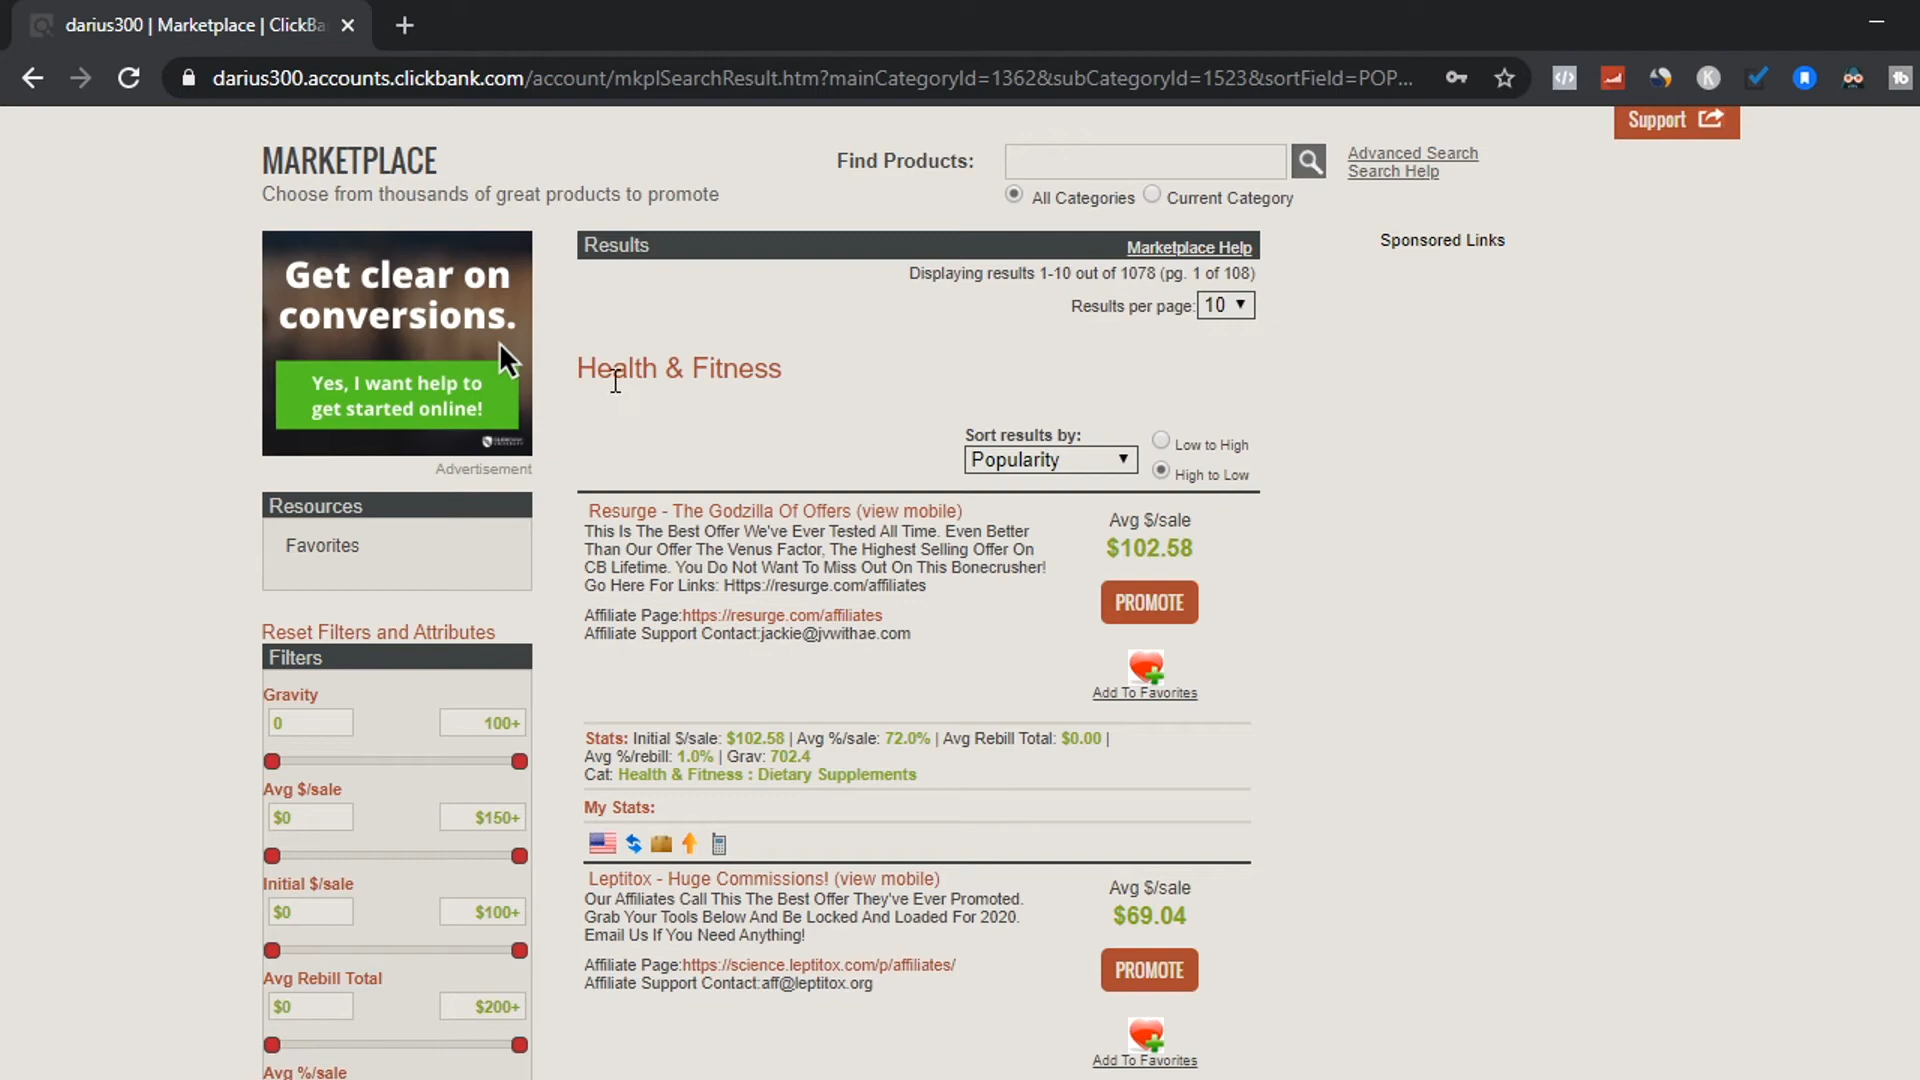 darius300 | Marketplace | ClickBa
darius300.accounts.clickbank.com/account/mkplSearchResult.htm?mainCategoryId=1362&subCategoryId=1523&sortField=POP...
Support
MARKETPLACE
Choose from thousands of great products to promote
Find Products:
Advanced Search
Search Help
All Categories
Current Category
Get clear on
conversions.
Yes, I want help to
get started online!
Advertisement
Resources
Favorites
Reset Filters and Attributes
Filters
Gravity
0
100+
Avg $/sale
$0
$150+
Initial $/sale
$0
$100+
Avg Rebill Total
$0
$200+
Avg %/sale
Results
Marketplace Help
Displaying results 1-10 out of 1078 (pg. 1 of 108)
Results per page: 10
Health & Fitness
Sort results by:
Popularity
Low to High
High to Low
Resurge - The Godzilla Of Offers (view mobile)
This Is The Best Offer We've Ever Tested All Time. Even Better
Than Our Offer The Venus Factor, The Highest Selling Offer On
CB Lifetime. You Do Not Want To Miss Out On This Bonecrusher!
Go Here For Links: Https://resurge.com/affiliates
Affiliate Page:https://resurge.com/affiliates
Affiliate Support Contact:jackie@jvwithae.com
Avg $/sale
$102.58
PROMOTE
Add To Favorites
Stats: Initial $/sale: $102.58 | Avg %/sale: 72.0% | Avg Rebill Total: $0.00 |
Avg %/rebill: 1.0% | Grav: 702.4
Cat: Health & Fitness : Dietary Supplements
My Stats:
Leptitox - Huge Commissions! (view mobile)
Our Affiliates Call This The Best Offer They've Ever Promoted.
Grab Your Tools Below And Be Locked And Loaded For 2020.
Email Us If You Need Anything!
Affiliate Page:https://science.leptitox.com/p/affiliates/
Affiliate Support Contact:aff@leptitox.org
Avg $/sale
$69.04
PROMOTE
Add To Favorites
Sponsored Links